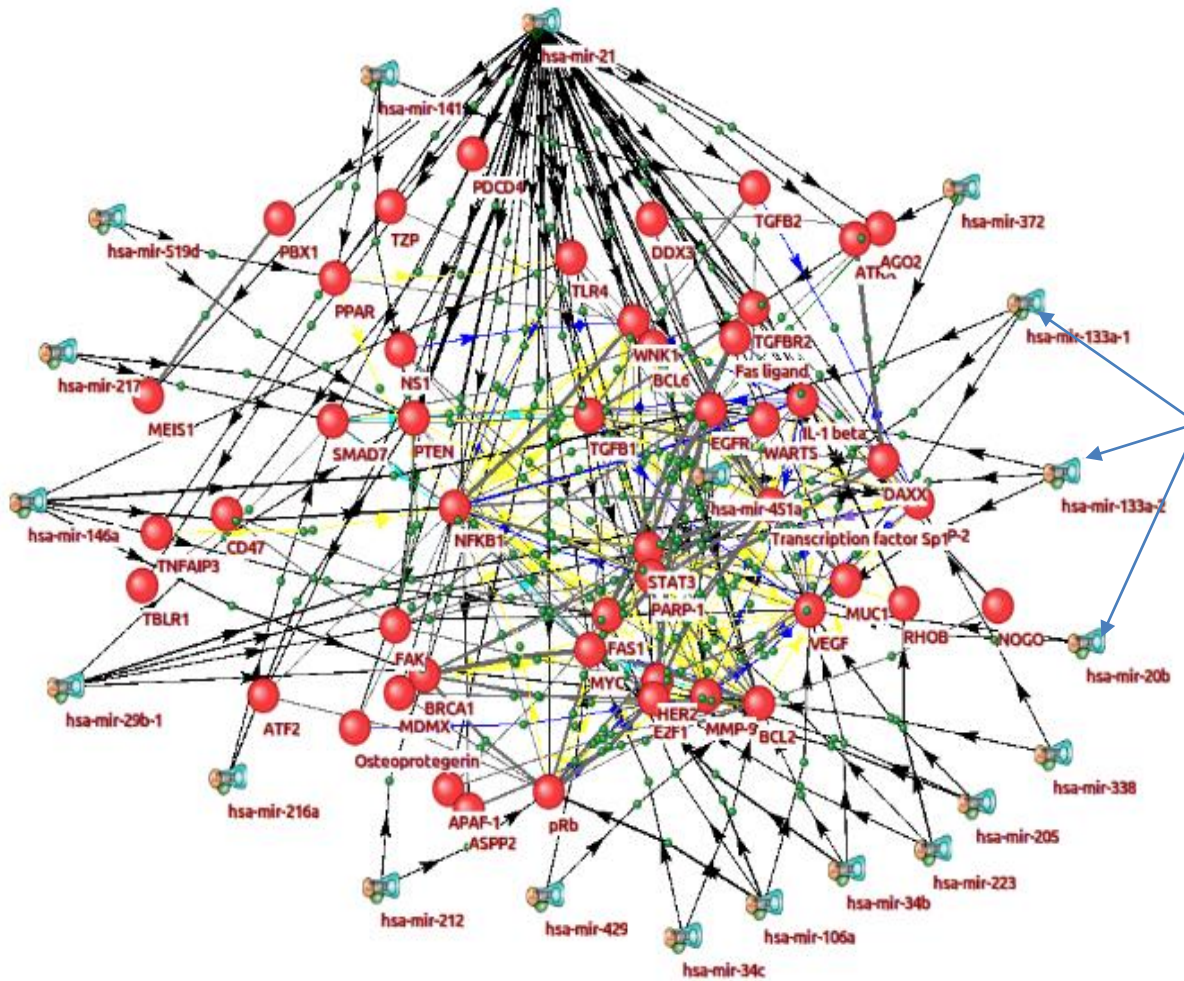 hsa-mir-21
hsa-mir-141
PDCD4
hsa-mir-372
TGFB2
hsa-mir-519d
PBX1
TZP
DDX3
AGO2
TLR4
PPAR
hsa-mir-133a-1
TGFBR2
WNK1
Fas ligand
BCL6
NS1
hsa-mir-217
MEIS1
IL-1 beta
SMAD7
PTEN
TGFB1
EGFR
WARTS
DAXX
hsa-mir-133a-2
hsa-mir-451a
hsa-mir-146a
CD47
NFKB1
Transcription factor Sp1
P-2
TNFAIP3
STAT3
TBLR1
PARP-1
MUC1
RHOB
NOGO
VEGF
FAS1
FAK
hsa-mir-20b
MYC
hsa-mir-29b-1
ATF2
BRCA1
HER2
MDMX
E2F1
MMP-9
BCL2
Osteoprotegerin
hsa-mir-338
hsa-mir-216a
APAF-1
pRb
hsa-mir-205
ASPP2
hsa-mir-223
hsa-mir-34b
hsa-mir-212
hsa-mir-429
hsa-mir-106a
hsa-mir-34c